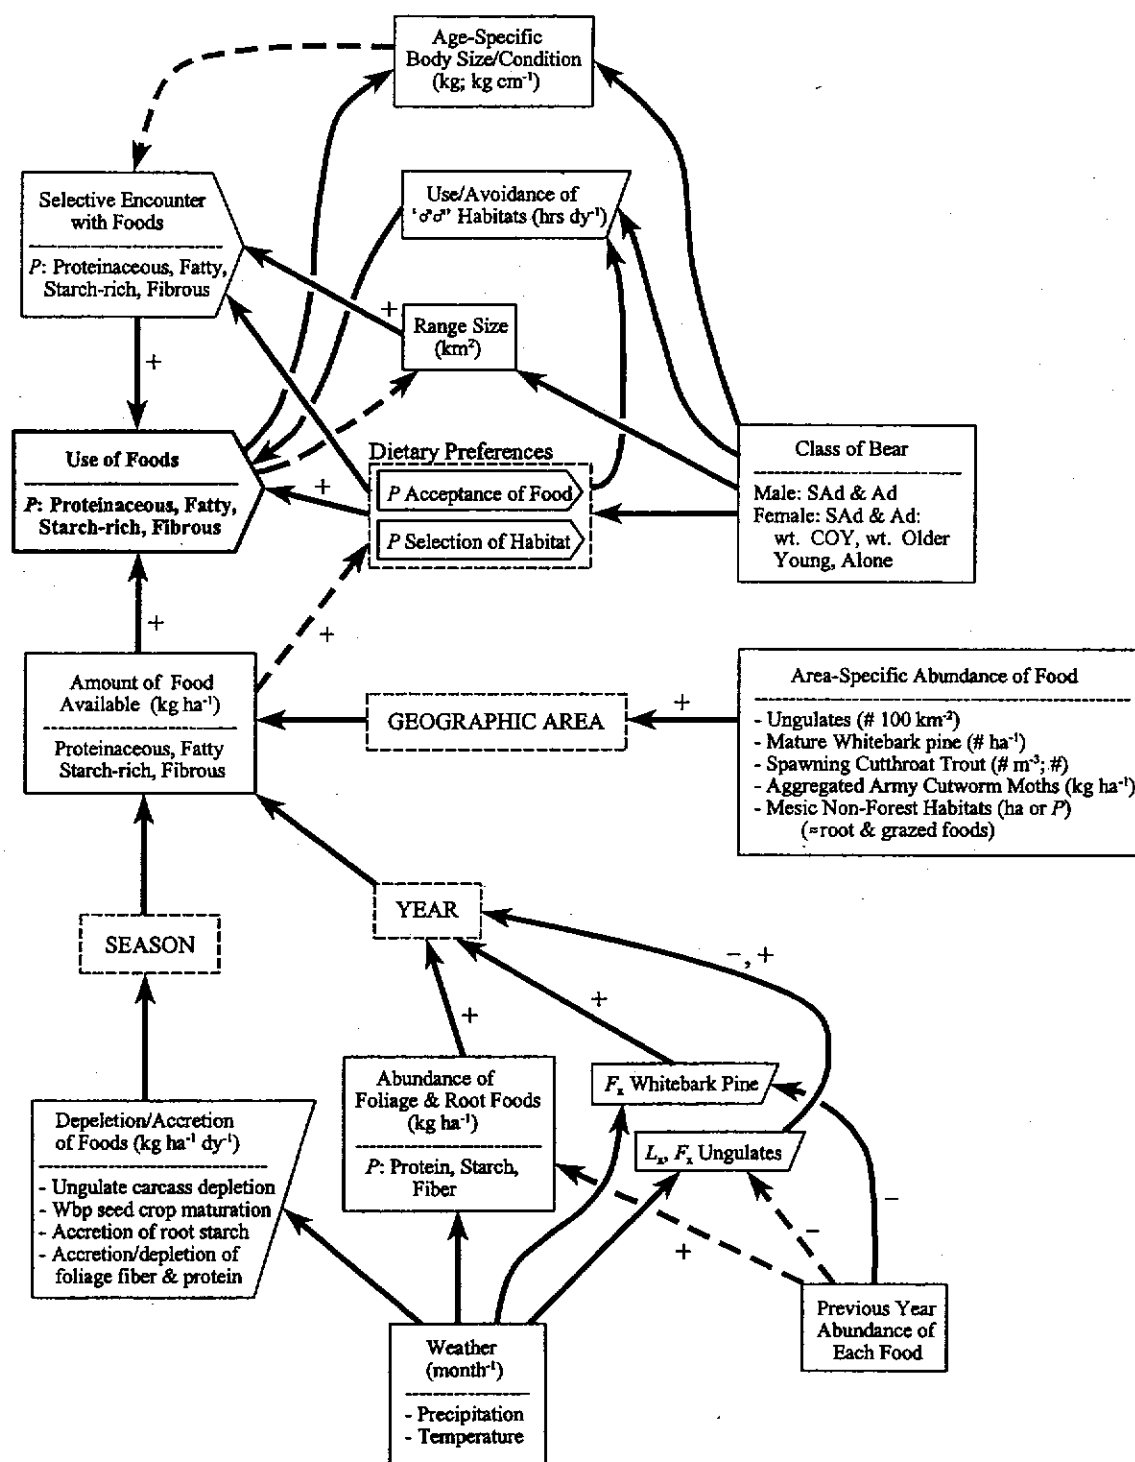 Age-Specific
Body Size/Condition
(kg; kg cm⁻¹)
Selective Encounter
with Foods
P: Proteinaceous, Fatty,
Starch-rich, Fibrous
Use/Avoidance of
"♂♂" Habitats (hrs dy⁻¹)
+
Range Size
(km²)
+
Use of Foods
P: Proteinaceous, Fatty,
Starch-rich, Fibrous
+
Dietary Preferences
P Acceptance of Food
P Selection of Habitat
Class of Bear
Male: SAd & Ad
Female: SAd & Ad:
wt. COY, wt. Older
Young, Alone
+
+
Amount of Food
Available (kg ha⁻¹)
Proteinaceous, Fatty
Starch-rich, Fibrous
GEOGRAPHIC AREA
+
Area-Specific Abundance of Food
- Ungulates (# 100 km⁻²)
- Mature Whitebark pine (# ha⁻¹)
- Spawning Cutthroat Trout (# m⁻³; #)
- Aggregated Army Cutworm Moths (kg ha⁻¹)
- Mesic Non-Forest Habitats (ha or P)
(≈root & grazed foods)
SEASON
YEAR
-, +
+
+
Depletion/Accretion
of Foods (kg ha⁻¹ dy⁻¹)
- Ungulate carcass depletion
- Wbp seed crop maturation
- Accretion of root starch
- Accretion/depletion of
foliage fiber & protein
Abundance of
Foliage & Root Foods
(kg ha⁻¹)
P: Protein, Starch,
Fiber
Fₓ Whitebark Pine
Lₓ, Fₓ Ungulates
+
-
-
Previous Year
Abundance of
Each Food
Weather
(month⁻¹)
- Precipitation
- Temperature